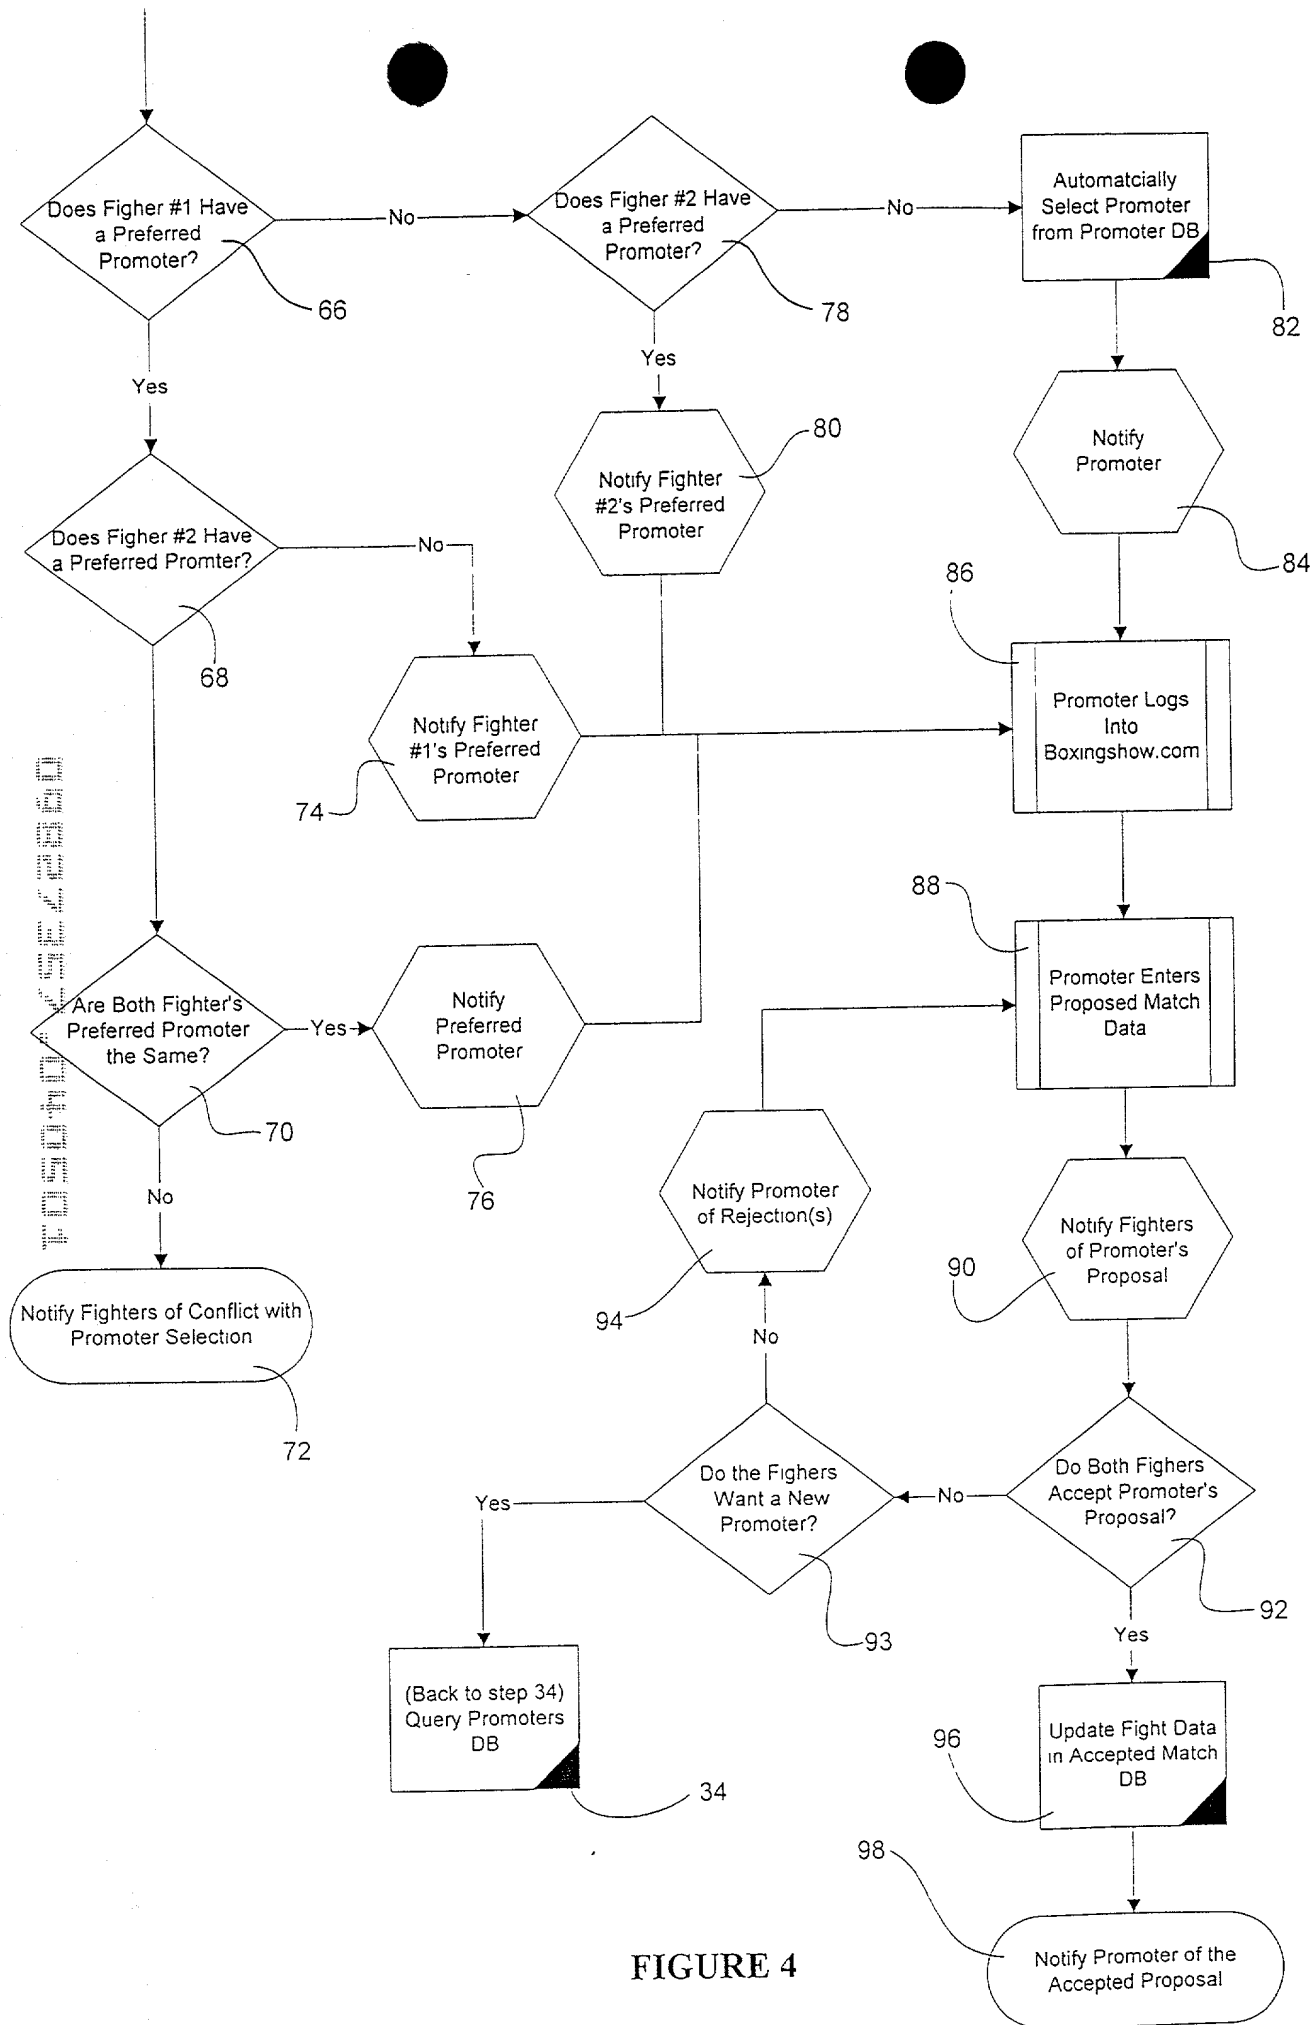 Does Figher #1 Have
a Preferred
Promoter?
66
No
Does Figher #2 Have
a Preferred
Promoter?
78
No
Automatcially
Select Promoter
from Promoter DB
82
Yes
Yes
Notify
Promoter
84
Does Figher #2 Have
a Preferred Promter?
68
No
Notify Fighter
#2's Preferred
Promoter
80
86
Notify Fighter
#1's Preferred
Promoter
74
Promoter Logs
Into
Boxingshow.com
88
Are Both Fighter's
Preferred Promoter
the Same?
70
Yes
Notify
Preferred
Promoter
76
Promoter Enters
Proposed Match
Data
No
Notify Promoter
of Rejection(s)
94
Notify Fighters
of Promoter's
Proposal
90
Notify Fighters of Conflict with
Promoter Selection
72
No
Do the Fighers
Want a New
Promoter?
93
Yes
No
Do Both Fighers
Accept Promoter's
Proposal?
92
Yes
(Back to step 34)
Query Promoters
DB
34
Update Fight Data
in Accepted Match
DB
96
98
Notify Promoter of the
Accepted Proposal
FIGURE 4